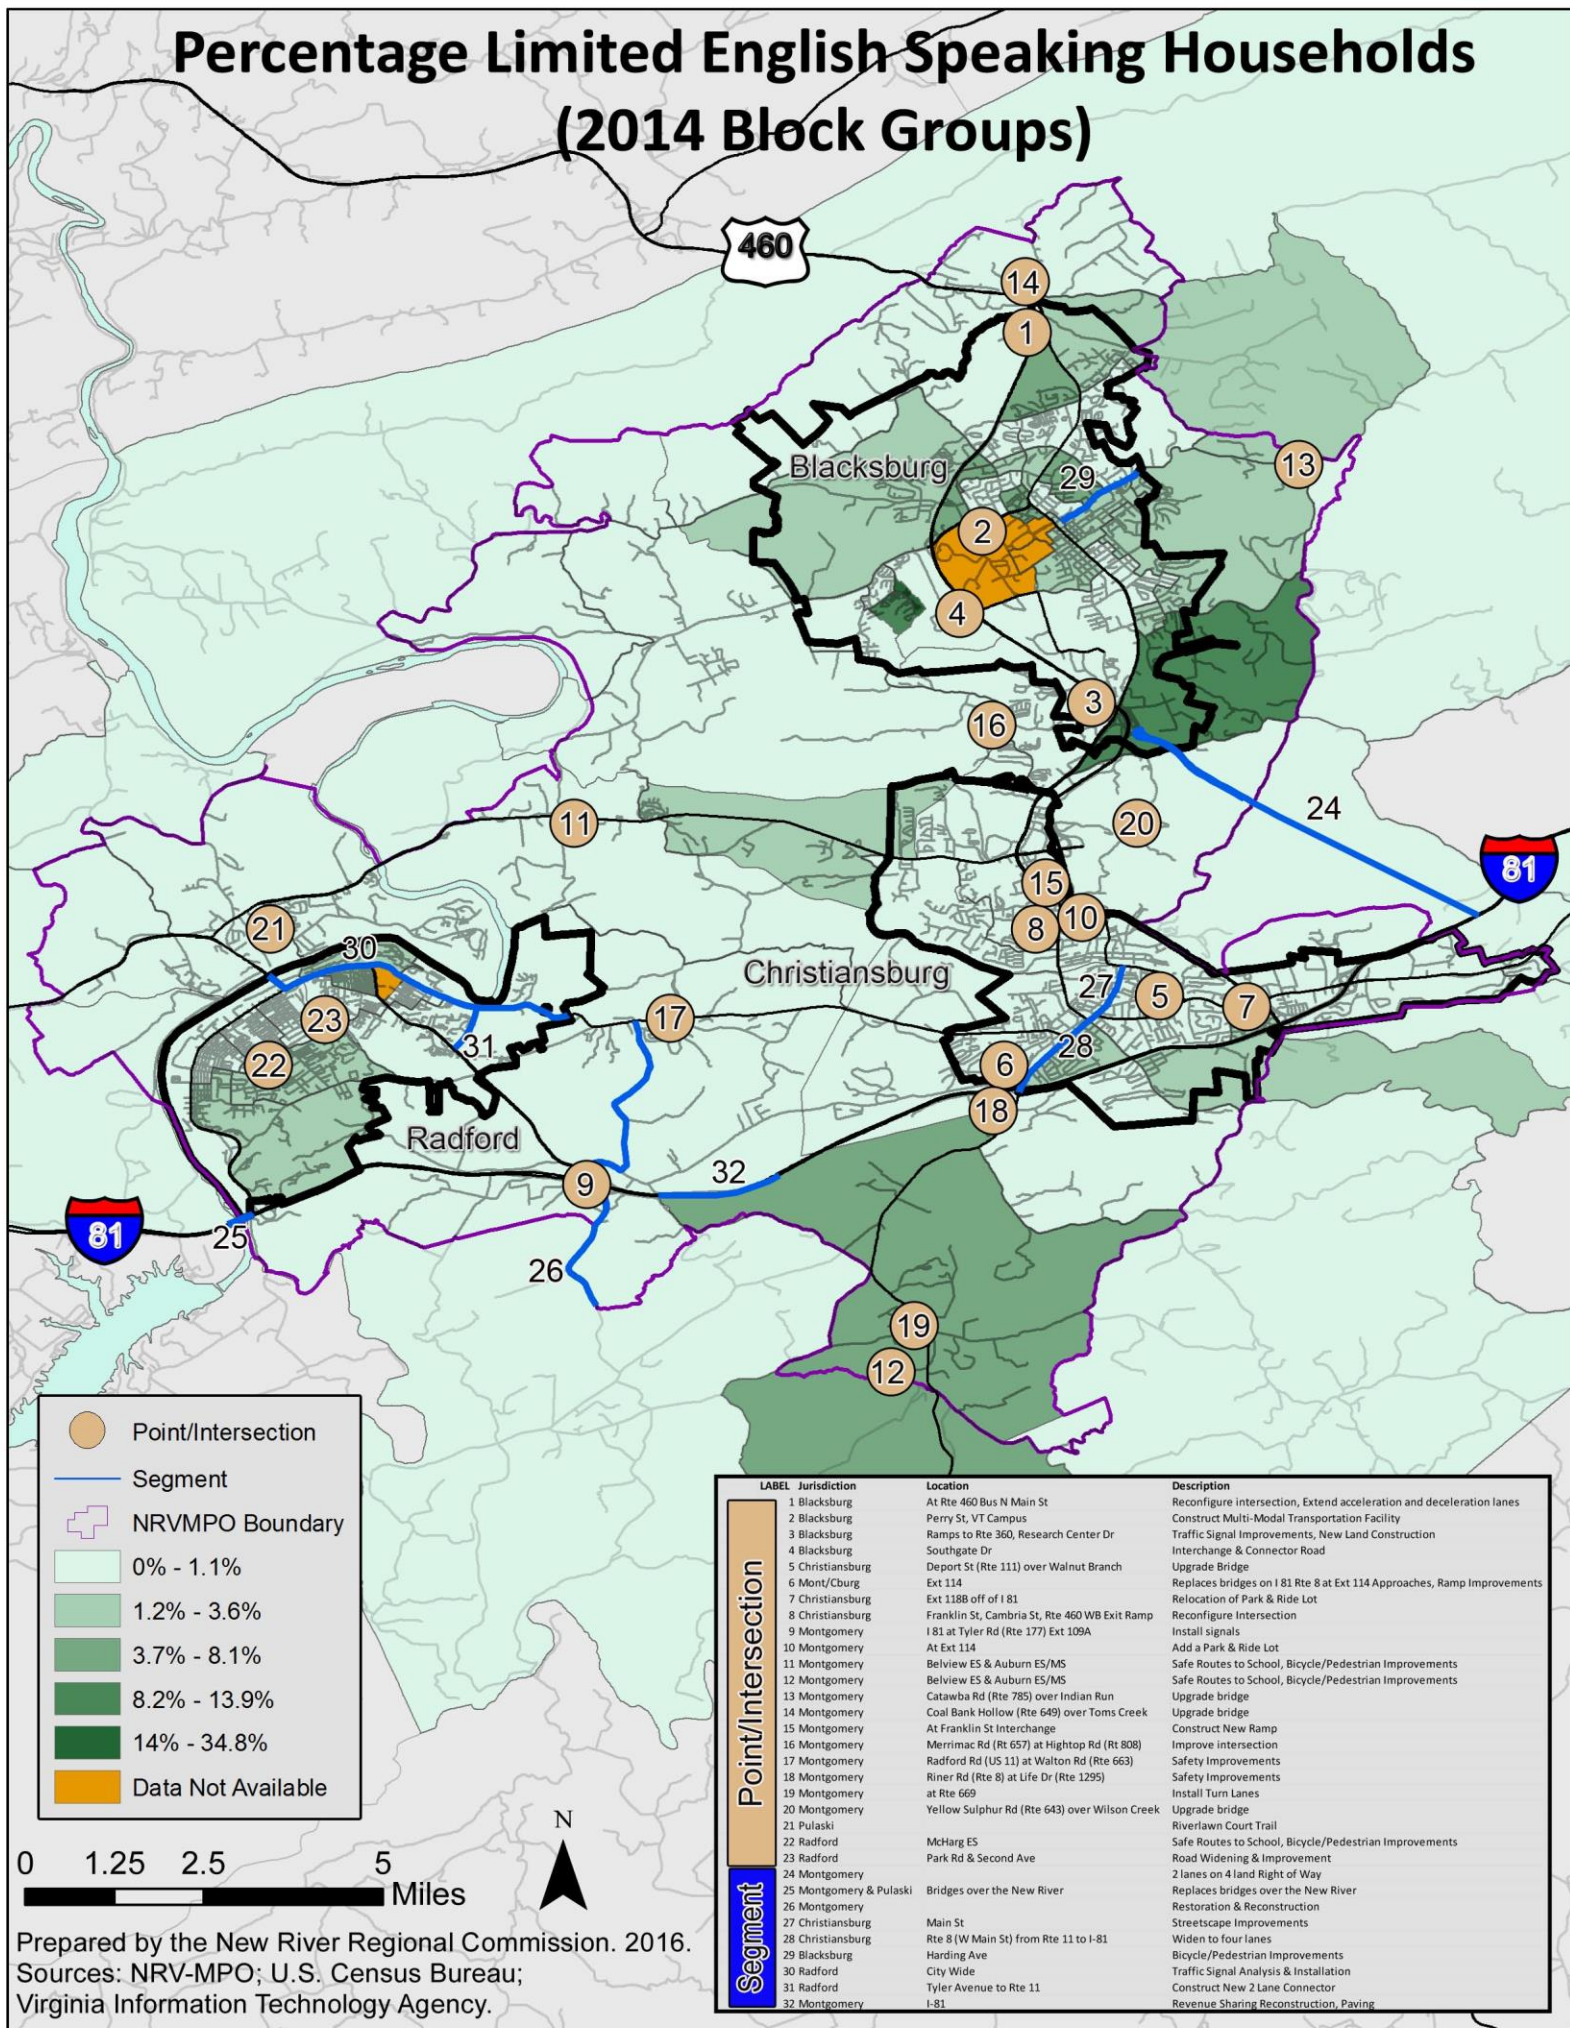 Percentage Limited English Speaking Households
(2014 Block Groups)
460
14
1
Blacksburg
29
13
2
4
3
16
24
11
20
81
15
21
8
10
30
Christiansburg
27
5
7
23
17
31
28
22
6
18
Radford
32
9
81
25
26
19
12
Point/Intersection
Segment
NRVMPO Boundary
0% - 1.1%
1.2% - 3.6%
3.7% - 8.1%
8.2% - 13.9%
14% - 34.8%
Data Not Available
N
0 1.25 2.5 5
Miles
Prepared by the New River Regional Commission. 2016.
Sources: NRV-MPO; U.S. Census Bureau;
Virginia Information Technology Agency.
LABEL Jurisdiction Location Description
Point/Intersection
1 Blacksburg At Rte 460 Bus N Main St Reconfigure intersection, Extend acceleration and deceleration lanes
2 Blacksburg Perry St, VT Campus Construct Multi-Modal Transportation Facility
3 Blacksburg Ramps to Rte 360, Research Center Dr Traffic Signal Improvements, New Land Construction
4 Blacksburg Southgate Dr Interchange & Connector Road
5 Christiansburg Deport St (Rte 111) over Walnut Branch Upgrade Bridge
6 Mont/Cburg Ext 114 Replaces bridges on I 81 Rte 8 at Ext 114 Approaches, Ramp Improvements
7 Christiansburg Ext 118B off of I 81 Relocation of Park & Ride Lot
8 Christiansburg Franklin St, Cambria St, Rte 460 WB Exit Ramp Reconfigure Intersection
9 Montgomery I 81 at Tyler Rd (Rte 177) Ext 109A Install signals
10 Montgomery At Ext 114 Add a Park & Ride Lot
11 Montgomery Belview ES & Auburn ES/MS Safe Routes to School, Bicycle/Pedestrian Improvements
12 Montgomery Belview ES & Auburn ES/MS Safe Routes to School, Bicycle/Pedestrian Improvements
13 Montgomery Catawba Rd (Rte 785) over Indian Run Upgrade bridge
14 Montgomery Coal Bank Hollow (Rte 649) over Toms Creek Upgrade bridge
15 Montgomery At Franklin St Interchange Construct New Ramp
16 Montgomery Merrimac Rd (Rt 657) at Hightop Rd (Rt 808) Improve intersection
17 Montgomery Radford Rd (US 11) at Walton Rd (Rte 663) Safety Improvements
18 Montgomery Riner Rd (Rte 8) at Life Dr (Rte 1295) Safety Improvements
19 Montgomery at Rte 669 Install Turn Lanes
20 Montgomery Yellow Sulphur Rd (Rte 643) over Wilson Creek Upgrade bridge
21 Pulaski Riverlawn Court Trail
22 Radford McHarg ES Safe Routes to School, Bicycle/Pedestrian Improvements
23 Radford Park Rd & Second Ave Road Widening & Improvement
Segment
24 Montgomery 2 lanes on 4 land Right of Way
25 Montgomery & Pulaski Bridges over the New River Replaces bridges over the New River
26 Montgomery Restoration & Reconstruction
27 Christiansburg Main St Streetscape Improvements
28 Christiansburg Rte 8 (W Main St) from Rte 11 to I-81 Widen to four lanes
29 Blacksburg Harding Ave Bicycle/Pedestrian Improvements
30 Radford City Wide Traffic Signal Analysis & Installation
31 Radford Tyler Avenue to Rte 11 Construct New 2 Lane Connector
32 Montgomery I-81 Revenue Sharing Reconstruction, Paving